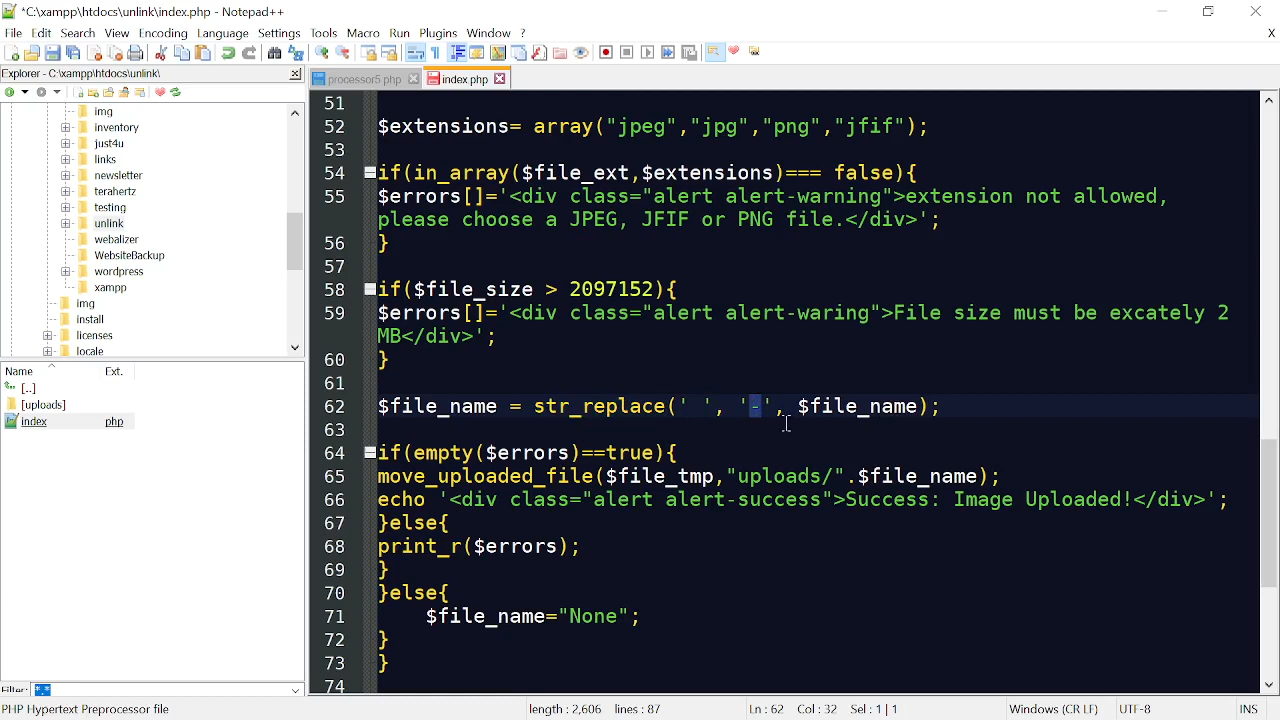 *C:\xampp\htdocs\unlink\index.php - Notepad++
File Edit Search View Encoding Language Settings Tools Macro Run Plugins Window ? X
Explorer - C:\xampp\htdocs\unlink\
processor5.php index.php
img
inventory
just4u
links
newsletter
terahertz
testing
unlink
webalizer
WebsiteBackup
wordpress
xampp
img
install
licenses
locale
Name Ext.
[..]
[uploads]
index php
Filter: *.*
51
52 $extensions= array("jpeg","jpg","png","jfif");
53
54 if(in_array($file_ext,$extensions)=== false){
55 $errors[]='<div class="alert alert-warning">extension not allowed,
please choose a JPEG, JFIF or PNG file.</div>';
56 }
57
58 if($file_size > 2097152){
59 $errors[]='<div class="alert alert-waring">File size must be excately 2
MB</div>';
60 }
61
62 $file_name = str_replace(' ', '-', $file_name);
63
64 if(empty($errors)==true){
65 move_uploaded_file($file_tmp,"uploads/".$file_name);
66 echo '<div class="alert alert-success">Success: Image Uploaded!</div>';
67 }else{
68 print_r($errors);
69 }
70 }else{
71 $file_name="None";
72 }
73 }
74
PHP Hypertext Preprocessor file length : 2,606 lines : 87 Ln : 62 Col : 32 Sel : 1 | 1 Windows (CR LF) UTF-8 INS